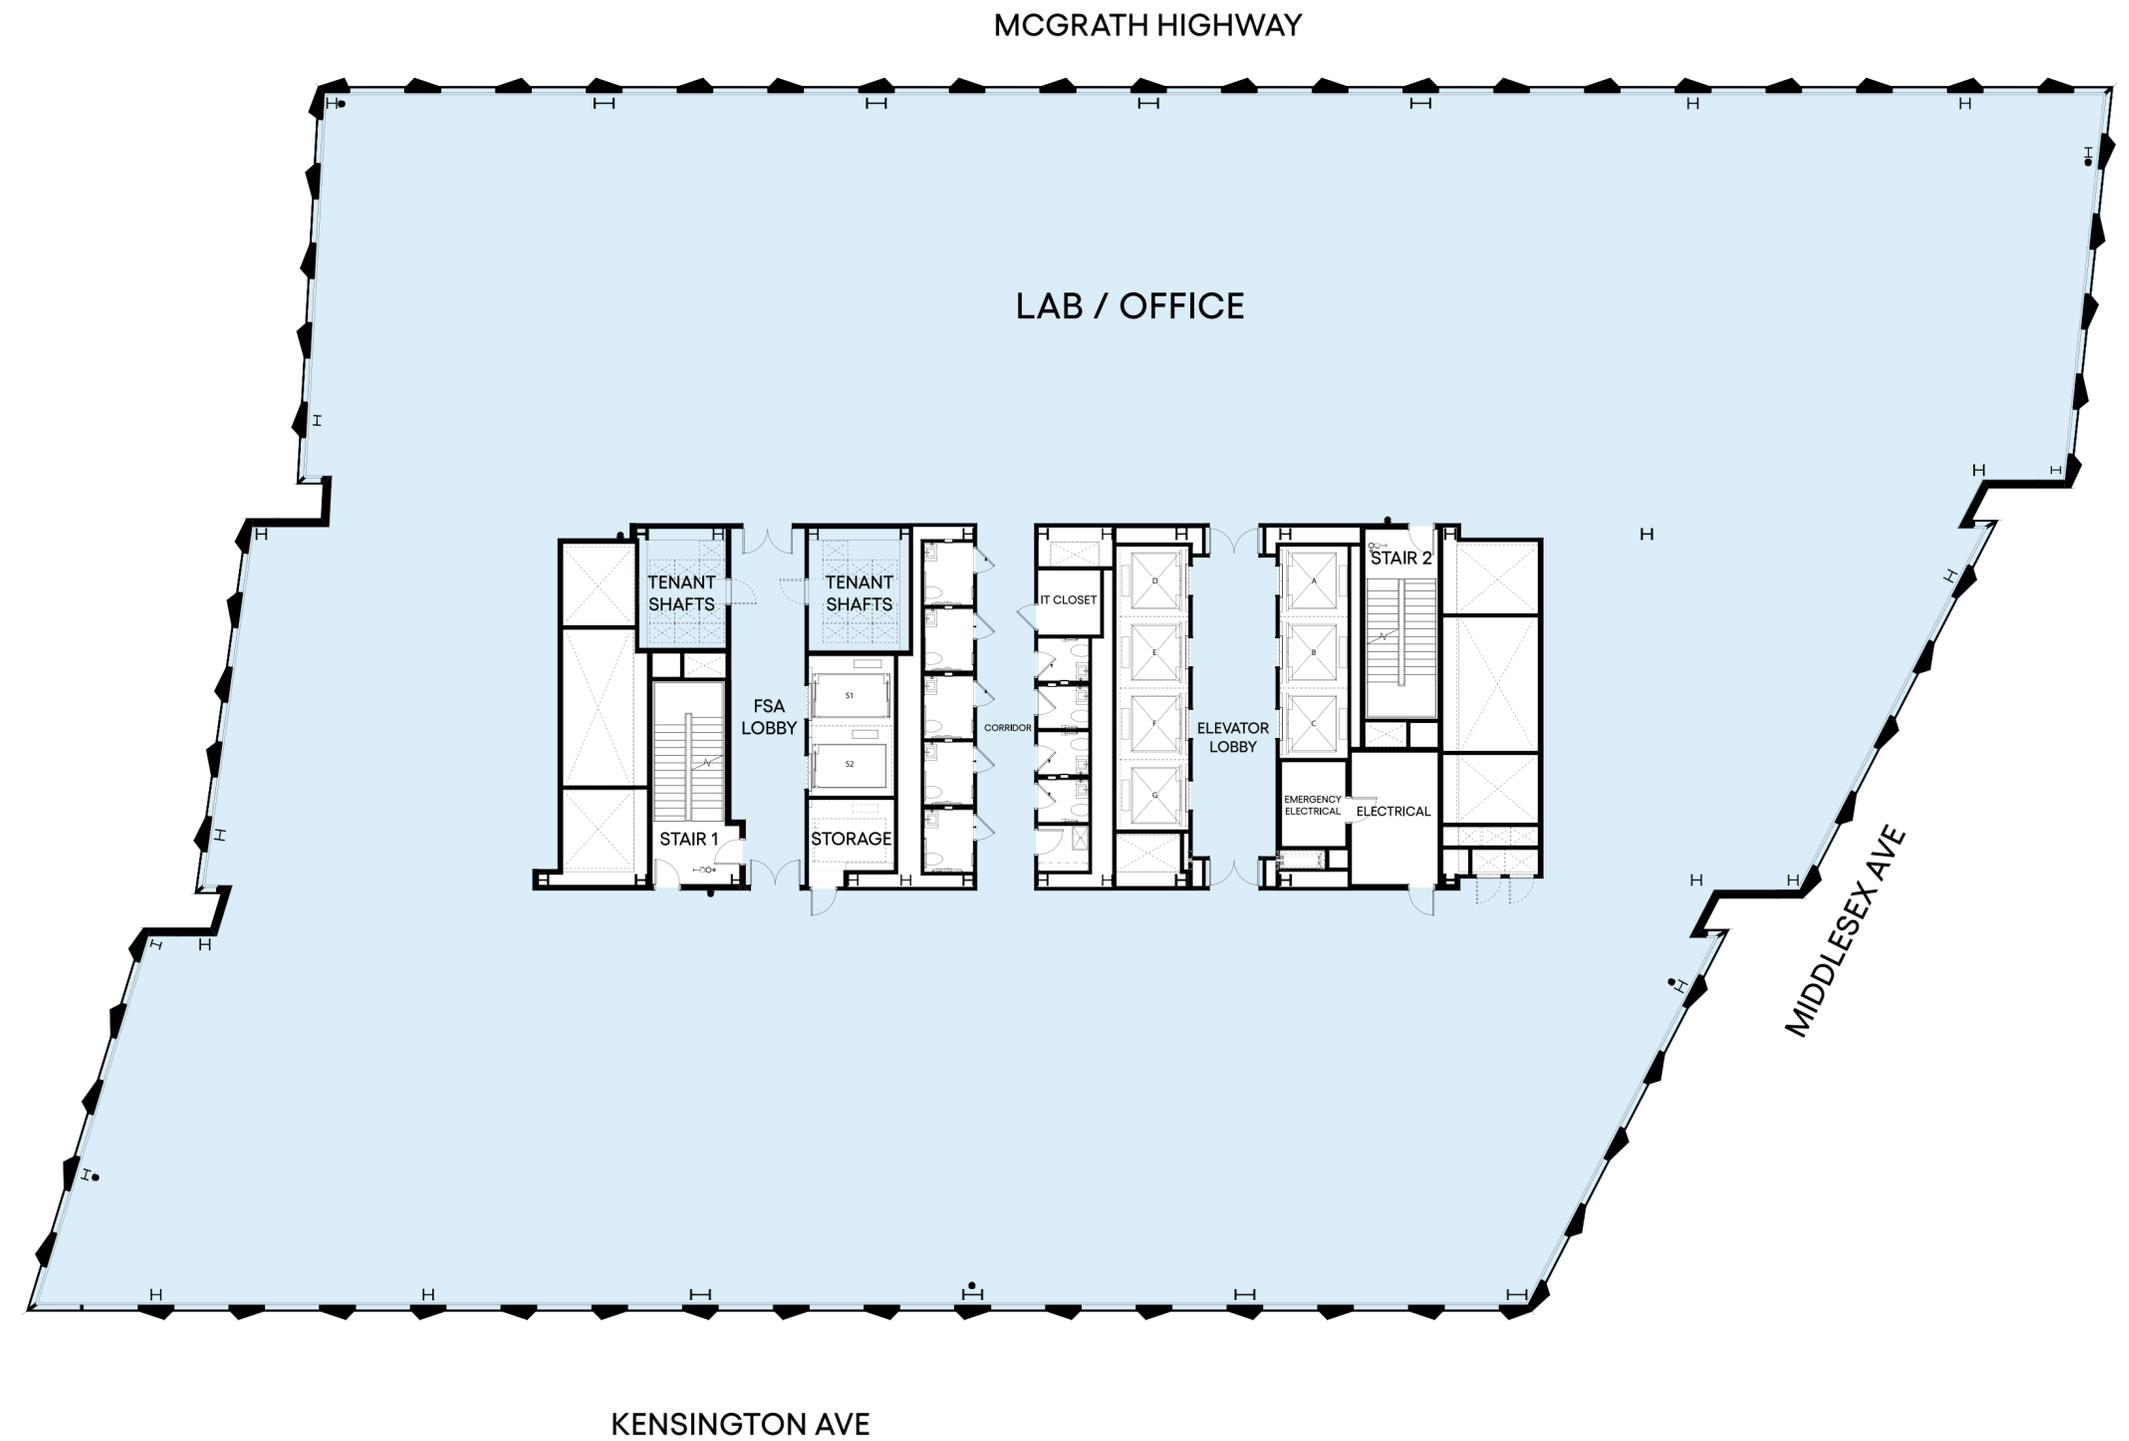 MCGRATH HIGHWAY
LAB / OFFICE
TENANT
SHAFTS
TENANT
SHAFTS
IT CLOSET
D
A
STAIR 2
E
B
S1
FSA
LOBBY
CORRIDOR
F
C
ELEVATOR
LOBBY
S2
G
STAIR 1
STORAGE
EMERGENCY
ELECTRICAL
ELECTRICAL
MIDDLESEX AVE
KENSINGTON AVE